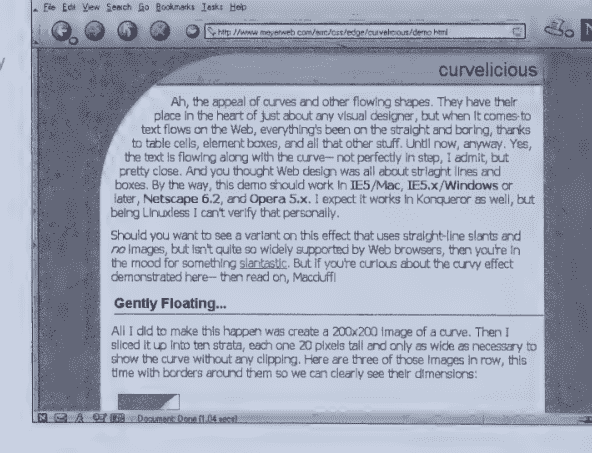 File Edit View Search Go Bookmarks Tasks Help
http://www.meyerweb.com/eric/css/edge/curvelicious/demo.html
curvelicious
Ah, the appeal of curves and other flowing shapes. They have their
place in the heart of just about any visual designer, but when it comes to
text flows on the Web, everything's been on the straight and boring, thanks
to table cells, element boxes, and all that other stuff. Until now, anyway. Yes,
the text is flowing along with the curve— not perfectly in step, I admit, but
pretty close. And you thought Web design was all about striaght lines and
boxes. By the way, this demo should work in IE5/Mac, IE5.x/Windows or
later, Netscape 6.2, and Opera 5.x. I expect it works in Konqueror as well, but
being Linuxless I can't verify that personally.
Should you want to see a variant on this effect that uses straight-line slants and
no images, but isn't quite so widely supported by Web browsers, then you're in
the mood for something slantastic. But if you're curious about the curvy effect
demonstrated here— then read on, Macduff!
Gently Floating...
All I did to make this happen was create a 200x200 image of a curve. Then I
sliced it up into ten strata, each one 20 pixels tall and only as wide as necessary to
show the curve without any clipping. Here are three of those images in row, this
time with borders around them so we can clearly see their dimensions:
Document: Done (1.04 secs)